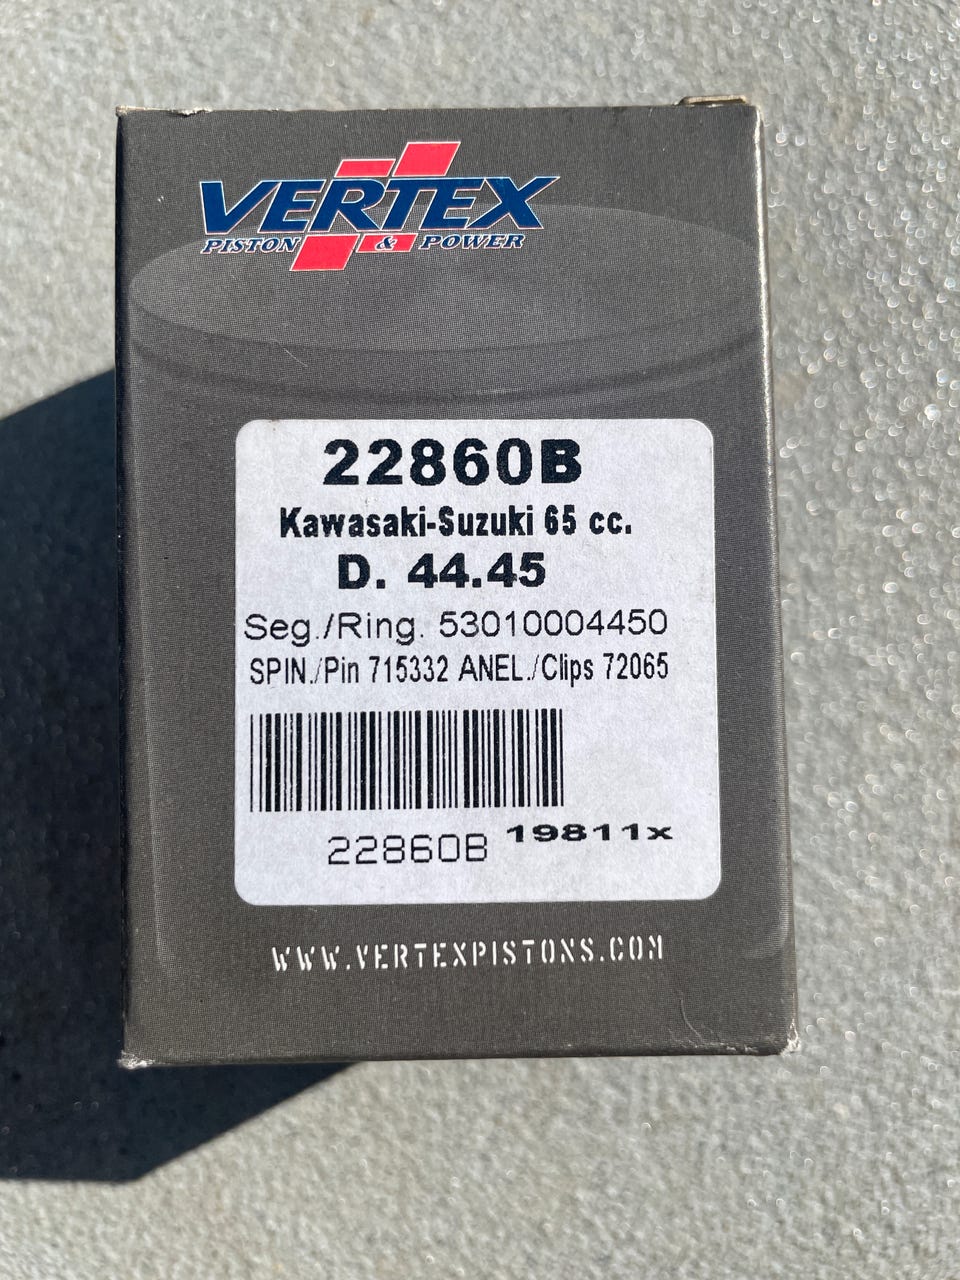 VERTEX
PISTON & POWER
22860B
Kawasaki-Suzuki 65 cc.
D. 44.45
Seg./Ring. 53010004450
SPIN./Pin 715332 ANEL./Clips 72065
22860B 19811x
WWW.VERTEXPISTONS.COM